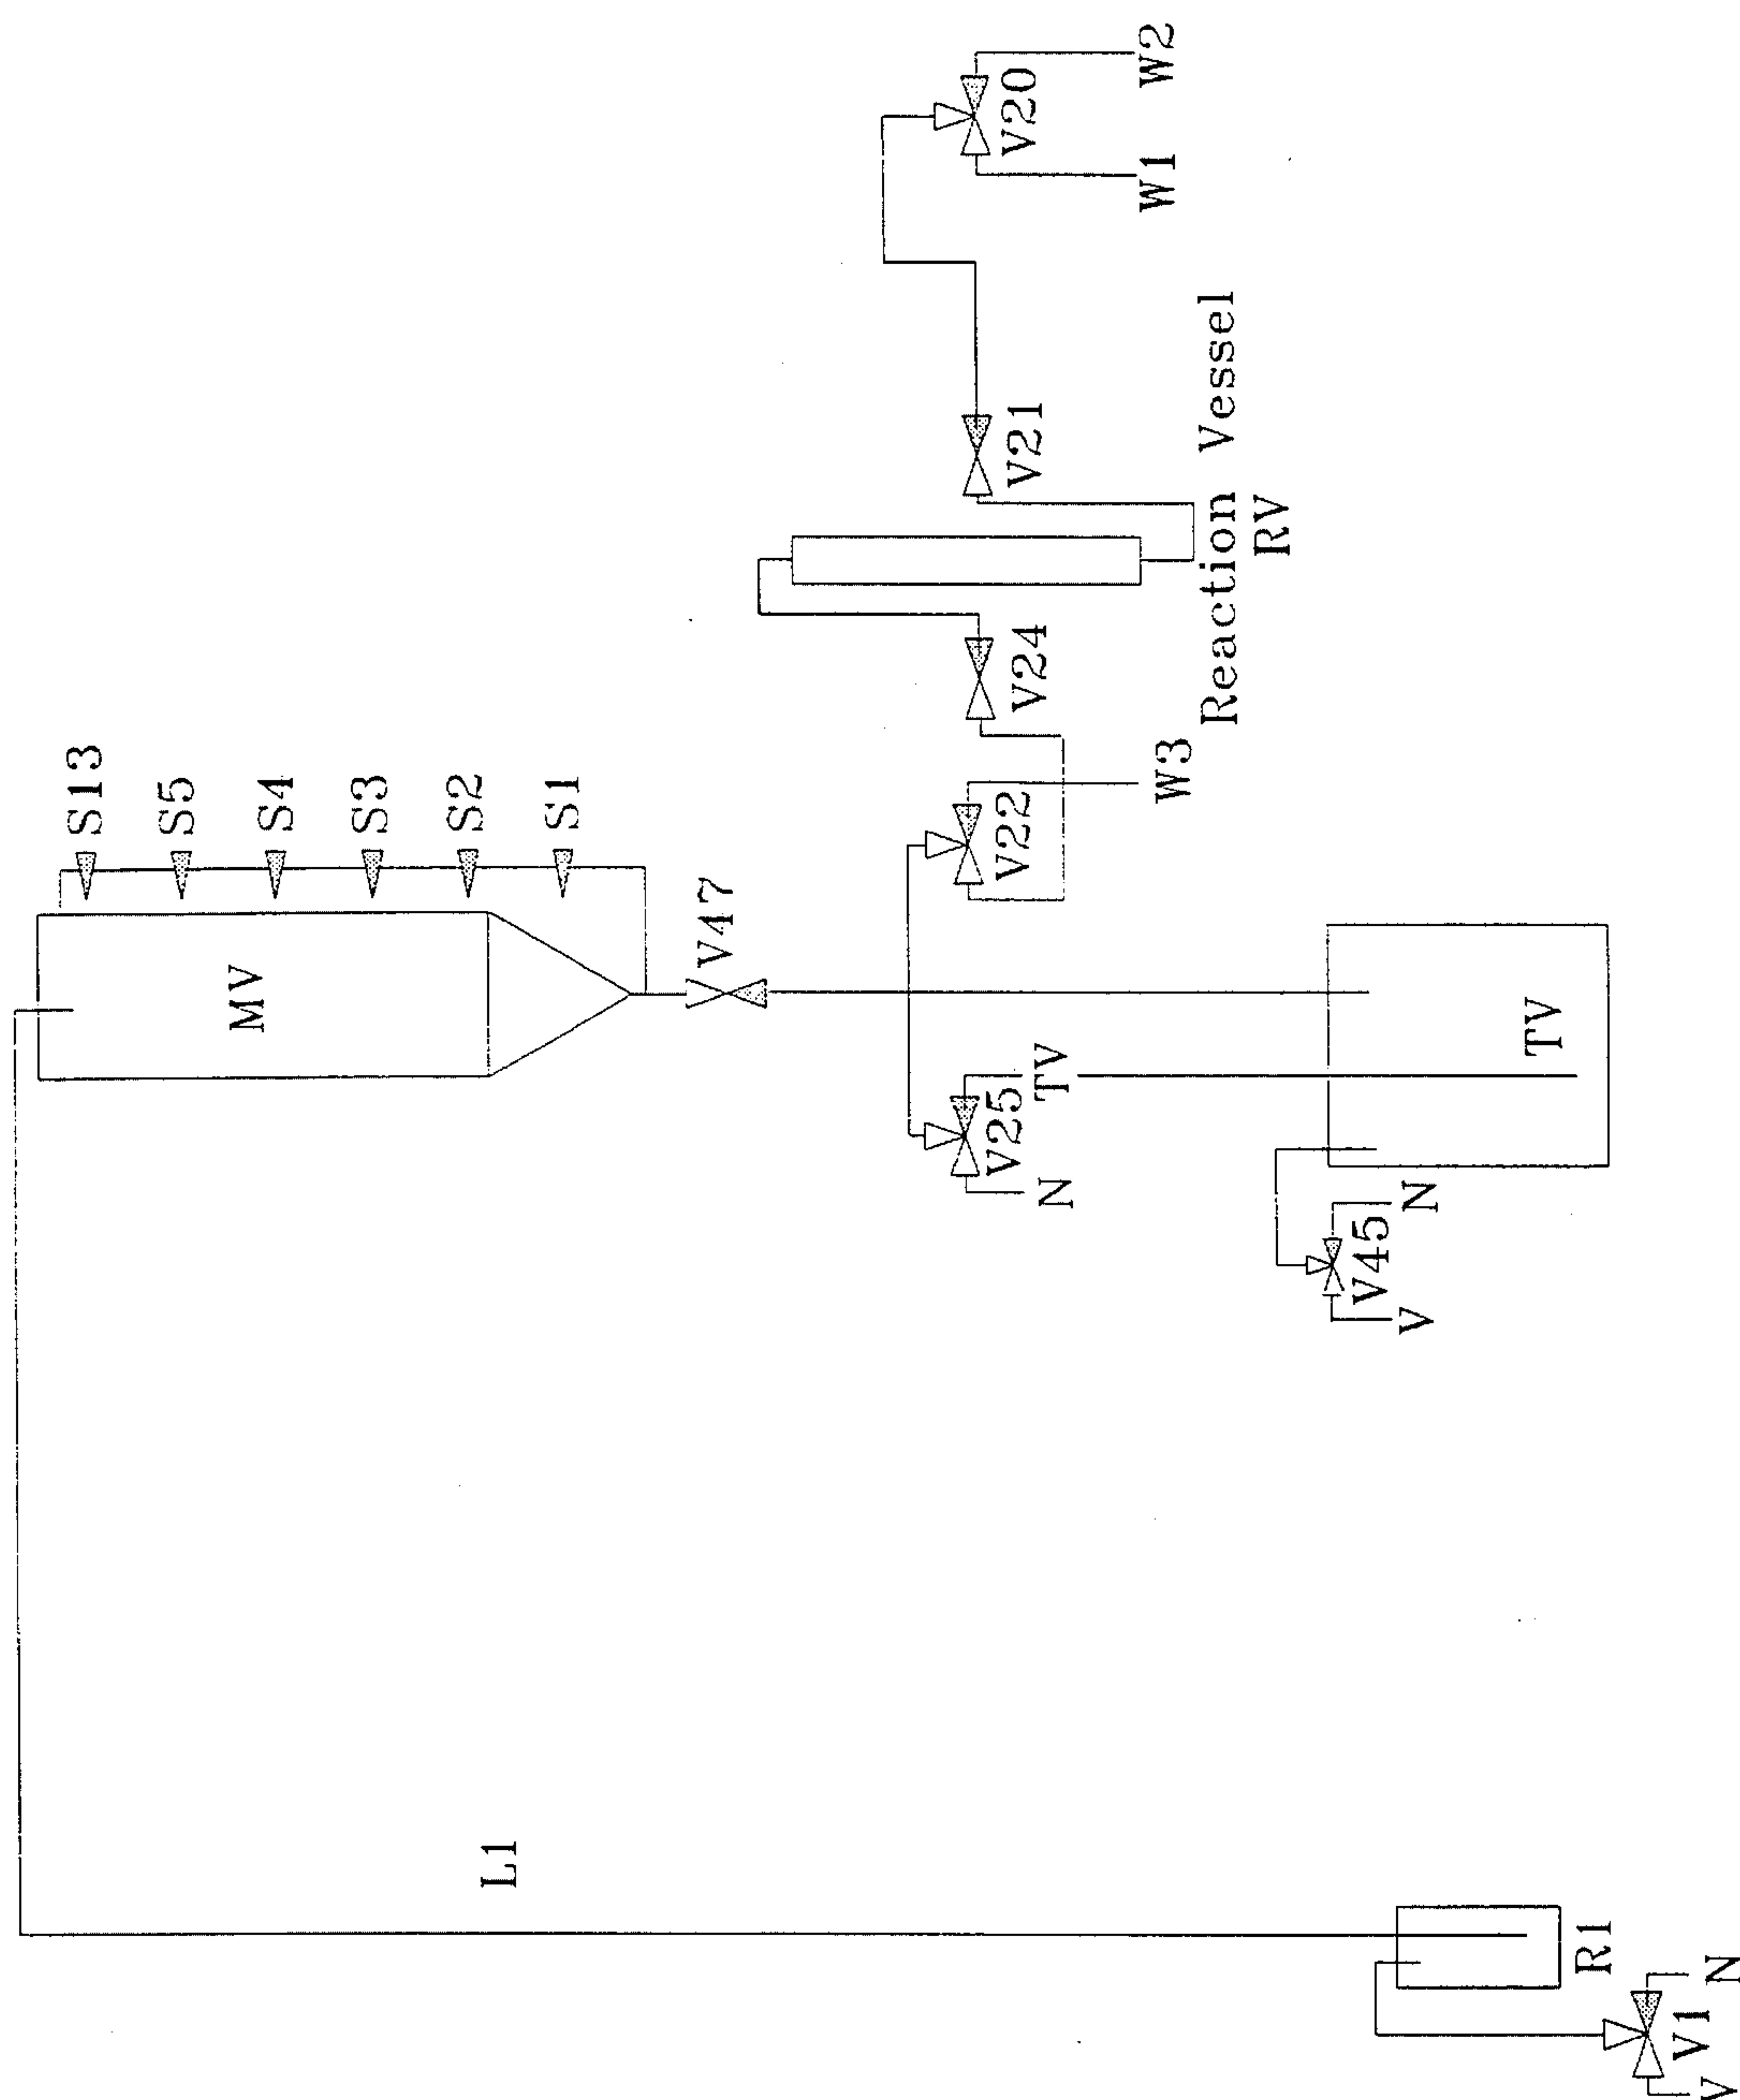 W2
V20
W1
V21
Reaction Vessel
RV
V24
W3
V22
S13
S5
S4
S3
S2
S1
MV
V47
TV
V25
N
TV
N
V45
V
L1
R1
N
V1
V